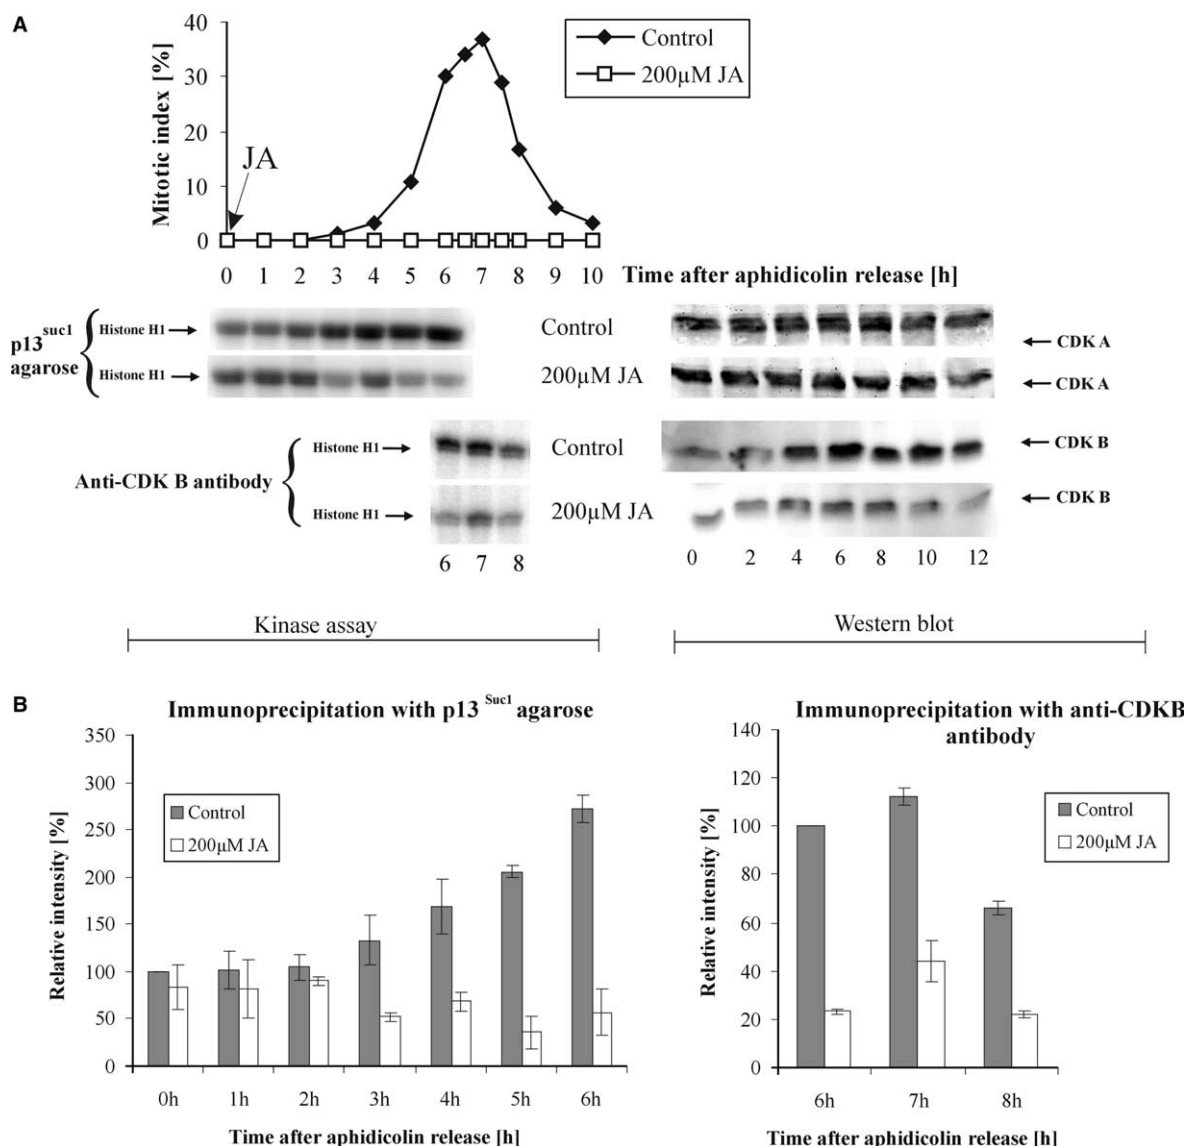 A
Mitotic index [%]
40
30
20
10
0
JA
Control
200µM JA
0 1 2 3 4 5 6 7 8 9 10
Time after aphidicolin release [h]
p13 suc1 agarose
Histone H1
Histone H1
Control
200µM JA
CDK A
CDK A
Anti-CDK B antibody
Histone H1
Histone H1
Control
200µM JA
CDK B
CDK B
6 7 8
0 2 4 6 8 10 12
Kinase assay
Western blot
B
Immunoprecipitation with p13 Suc1 agarose
Relative intensity [%]
350
300
250
200
150
100
50
0
Control
200µM JA
0h 1h 2h 3h 4h 5h 6h
Time after aphidicolin release [h]
Immunoprecipitation with anti-CDKB
antibody
Relative intensity [%]
140
120
100
80
60
40
20
0
Control
200µM JA
6h 7h 8h
Time after aphidicolin release [h]